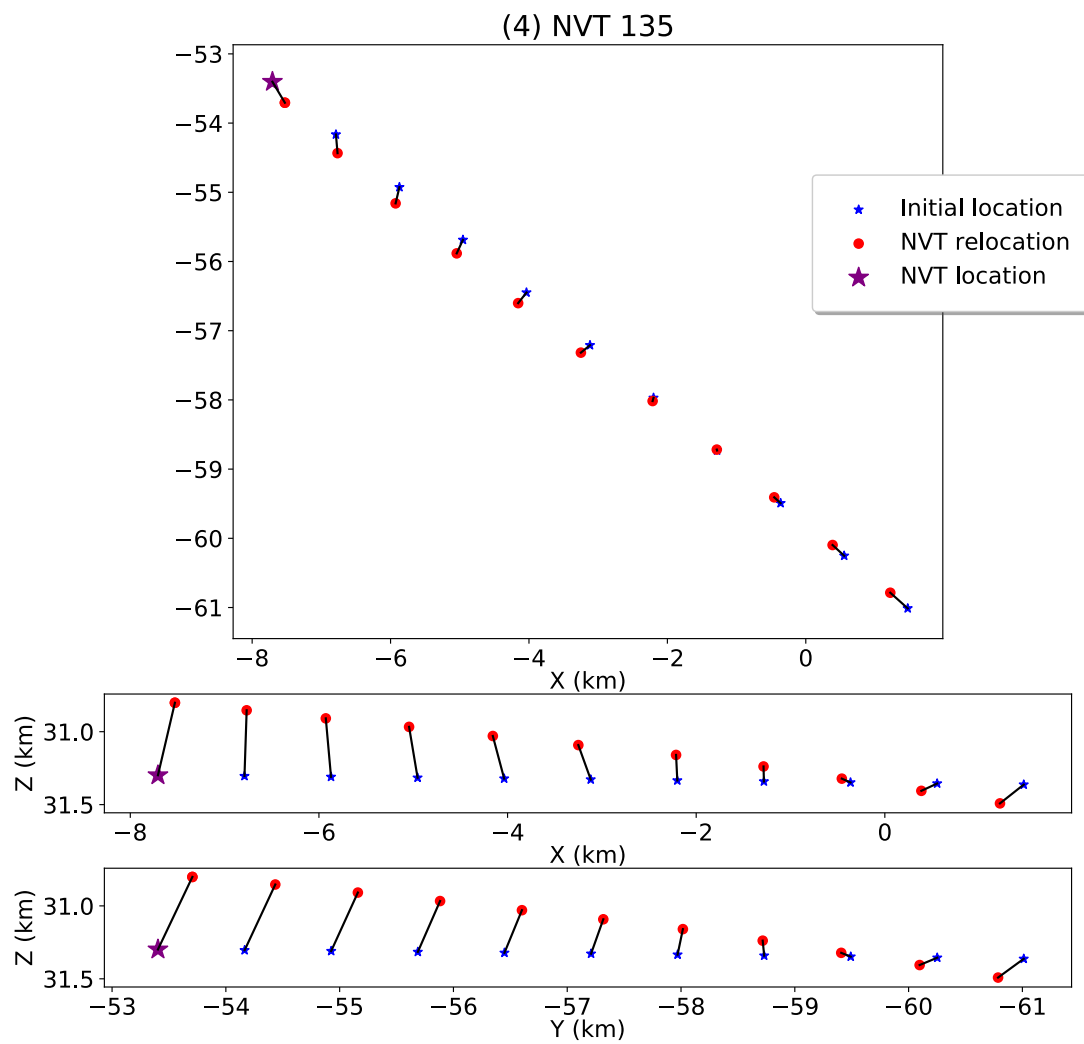 (4) NVT 135
−53
−54
−55
−56
−57
−58
−59
−60
−61
Initial location
NVT relocation
NVT location
−8 −6 −4 −2 0
X (km)
Z (km)
31.0
31.5
−8 −6 −4 −2 0
X (km)
Z (km)
31.0
31.5
−53 −54 −55 −56 −57 −58 −59 −60 −61
Y (km)